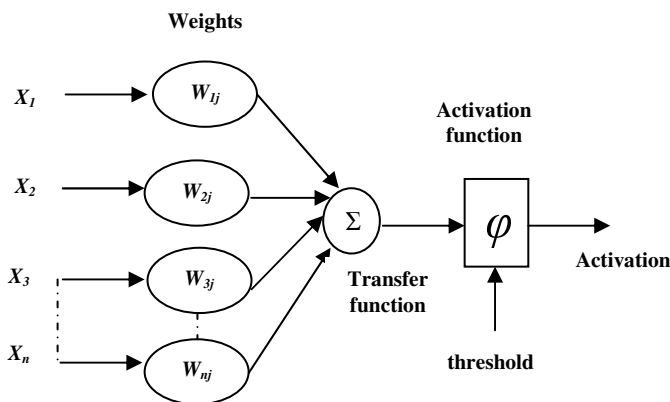 Weights
X1
W1j
Activation
function
X2
W2j
Σ
φ
Activation
X3
W3j
Transfer
function
Xn
Wnj
threshold